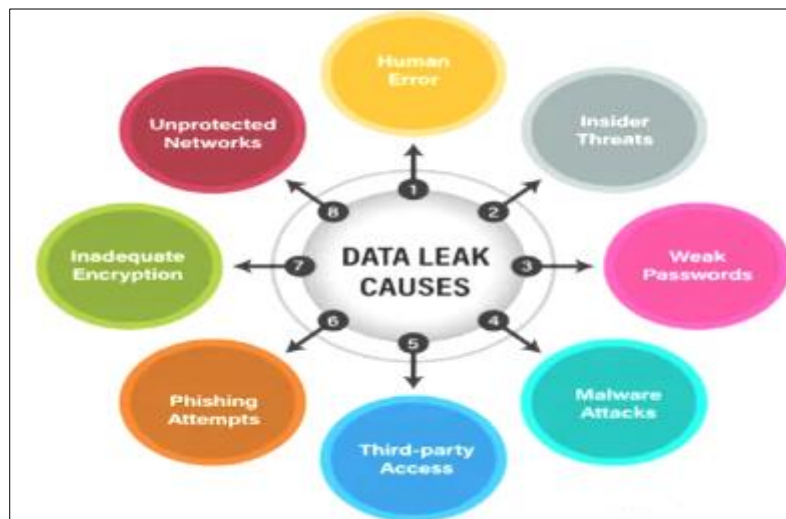 DATA LEAK
CAUSES
1
Human
Error
2
Insider
Threats
3
Weak
Passwords
4
Malware
Attacks
5
Third-party
Access
6
Phishing
Attempts
7
Inadequate
Encryption
8
Unprotected
Networks